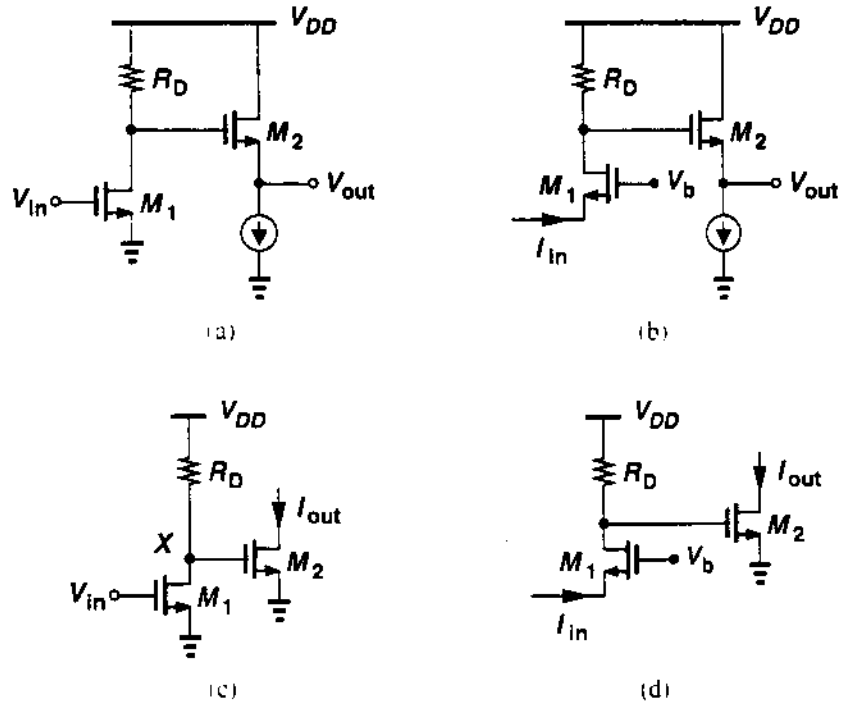 V_DD V_DD
R_D R_D
M_2 M_2
V_in M_1 V_out M_1 V_b V_out
I_in
(a) (b)
V_DD V_DD
R_D I_out R_D I_out
X M_2 M_2
V_in M_1 M_1 V_b
I_in
(c) (d)